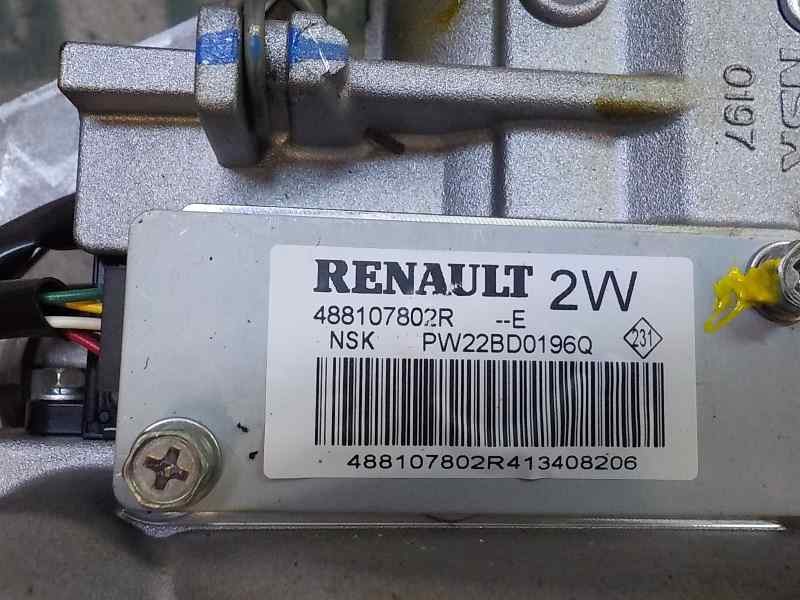 NSK
0197
RENAULT 2W
488107802R --E
NSK PW22BD0196Q 231
488107802R413408206